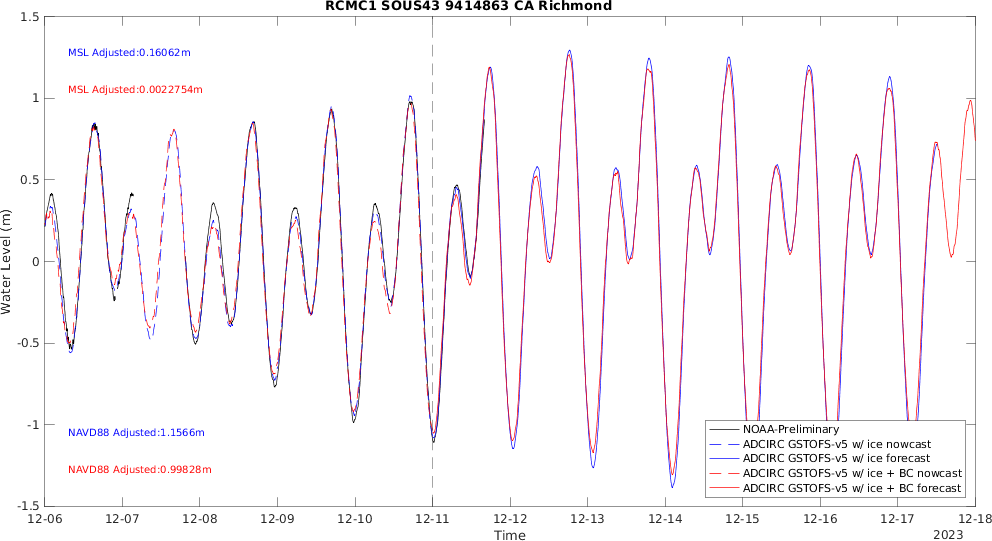 RCMC1 SOUS43 9414863 CA Richmond
1.5
1
0.5
0
-0.5
-1
-1.5
Water Level (m)
MSL Adjusted:0.16062m
MSL Adjusted:0.0022754m
NAVD88 Adjusted:1.1566m
NAVD88 Adjusted:0.99828m
NOAA-Preliminary
ADCIRC GSTOFS-v5 w/ ice nowcast
ADCIRC GSTOFS-v5 w/ ice forecast
ADCIRC GSTOFS-v5 w/ ice + BC nowcast
ADCIRC GSTOFS-v5 w/ ice + BC forecast
12-06 12-07 12-08 12-09 12-10 12-11 12-12 12-13 12-14 12-15 12-16 12-17 12-18
Time
2023